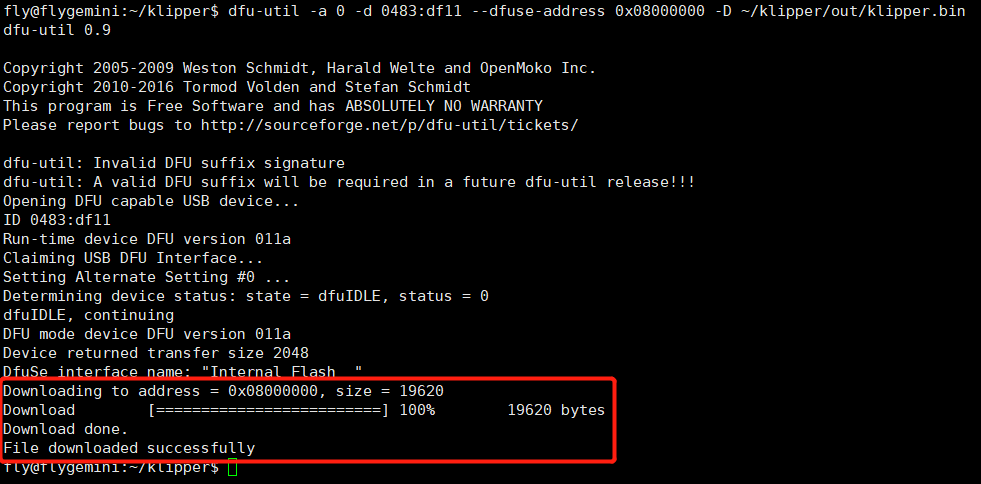 fly@flygemini:~/klipper$ dfu-util -a 0 -d 0483:df11 --dfuse-address 0x08000000 -D ~/klipper/out/klipper.bin
dfu-util 0.9
Copyright 2005-2009 Weston Schmidt, Harald Welte and OpenMoko Inc.
Copyright 2010-2016 Tormod Volden and Stefan Schmidt
This program is Free Software and has ABSOLUTELY NO WARRANTY
Please report bugs to http://sourceforge.net/p/dfu-util/tickets/
dfu-util: Invalid DFU suffix signature
dfu-util: A valid DFU suffix will be required in a future dfu-util release!!!
Opening DFU capable USB device...
ID 0483:df11
Run-time device DFU version 011a
Claiming USB DFU Interface...
Setting Alternate Setting #0 ...
Determining device status: state = dfuIDLE, status = 0
dfuIDLE, continuing
DFU mode device DFU version 011a
Device returned transfer size 2048
DfuSe interface name: "Internal Flash  "
Downloading to address = 0x08000000, size = 19620
Download        [=========================] 100%        19620 bytes
Download done.
File downloaded successfully
fly@flygemini:~/klipper$